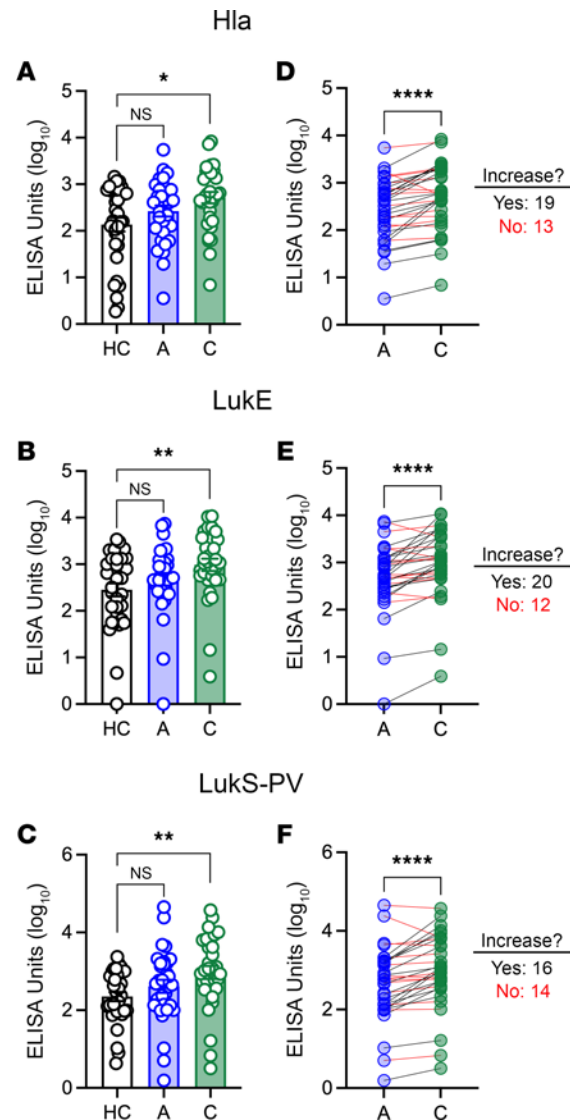 Hla
A
D
*
NS
ELISA Units (log10)
5
4
3
2
1
0
HC A C
****
ELISA Units (log10)
5
4
3
2
1
0
A C
Increase?
Yes: 19
No: 13
LukE
B
E
**
NS
ELISA Units (log10)
5
4
3
2
1
0
HC A C
****
ELISA Units (log10)
5
4
3
2
1
0
A C
Increase?
Yes: 20
No: 12
LukS-PV
C
F
**
NS
ELISA Units (log10)
6
4
2
0
HC A C
****
ELISA Units (log10)
6
4
2
0
A C
Increase?
Yes: 16
No: 14